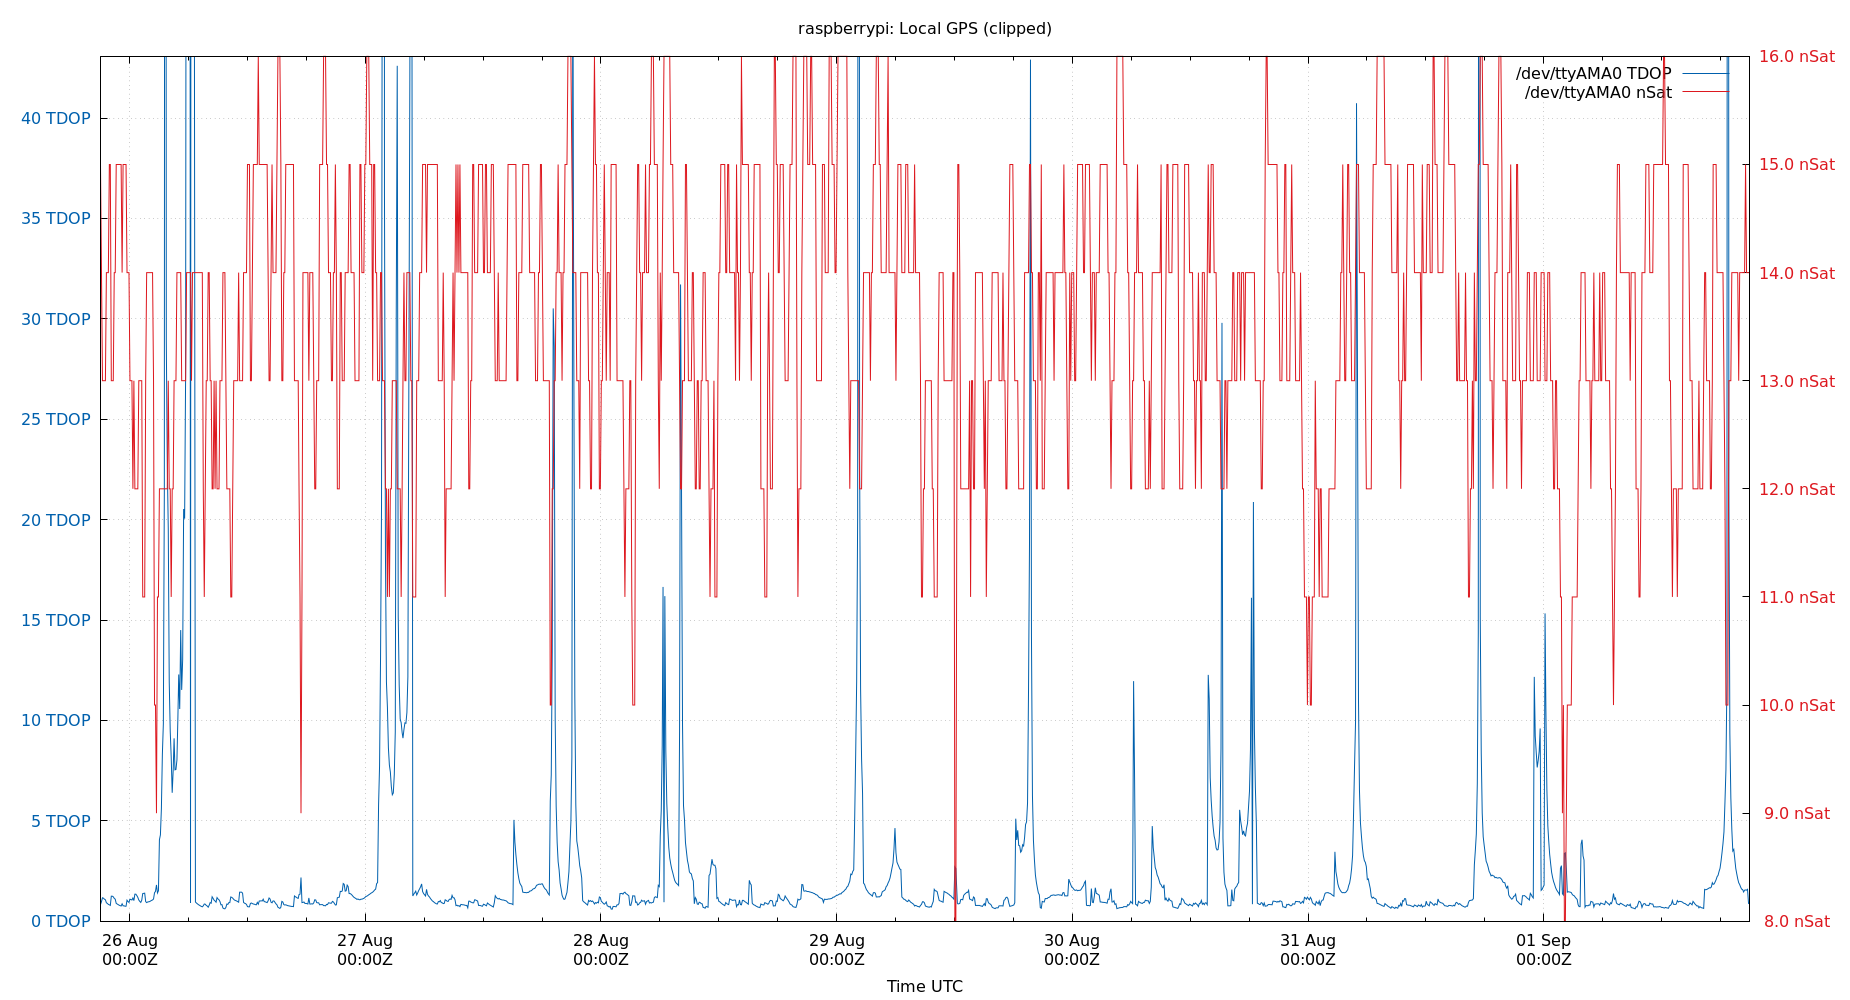 raspberrypi: Local GPS (clipped)
/dev/ttyAMA0 TDOP
/dev/ttyAMA0 nSat
40 TDOP
35 TDOP
30 TDOP
25 TDOP
20 TDOP
15 TDOP
10 TDOP
5 TDOP
0 TDOP
16.0 nSat
15.0 nSat
14.0 nSat
13.0 nSat
12.0 nSat
11.0 nSat
10.0 nSat
9.0 nSat
8.0 nSat
26 Aug
00:00Z
27 Aug
00:00Z
28 Aug
00:00Z
29 Aug
00:00Z
30 Aug
00:00Z
31 Aug
00:00Z
01 Sep
00:00Z
Time UTC